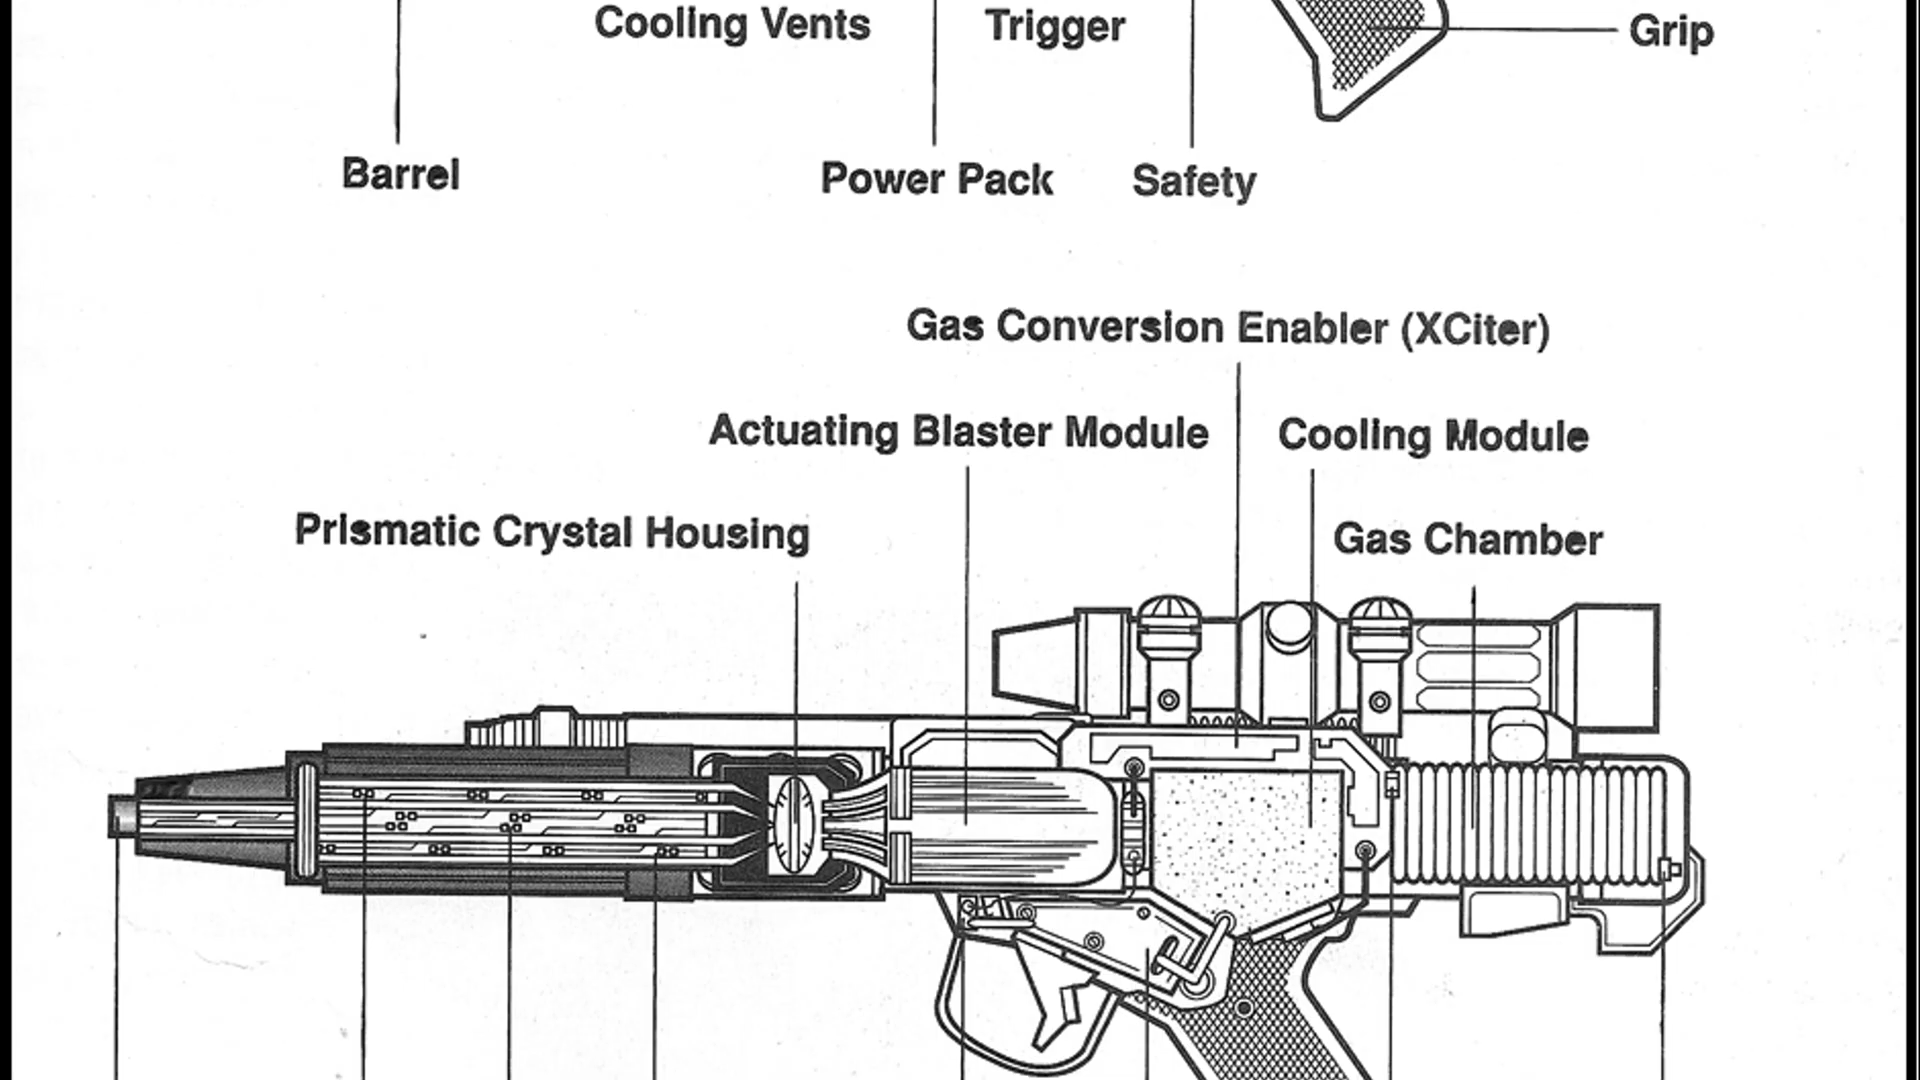 Cooling Vents
Trigger
Grip
Barrel
Power Pack
Safety
Gas Conversion Enabler (XCiter)
Actuating Blaster Module
Cooling Module
Prismatic Crystal Housing
Gas Chamber